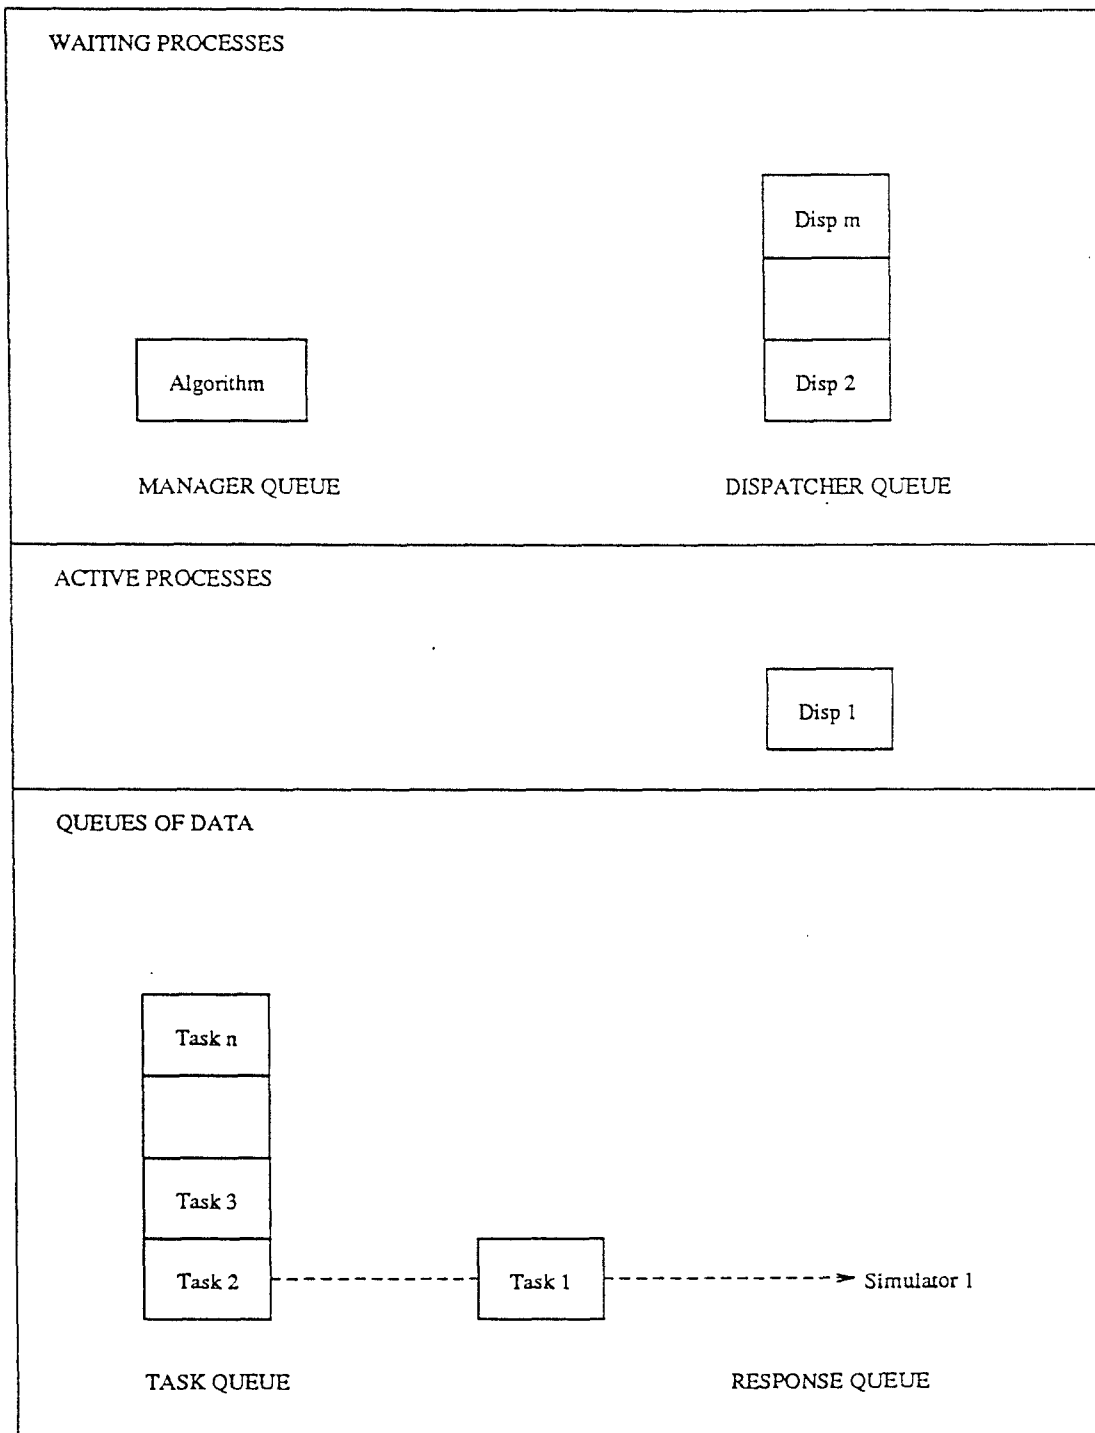 WAITING PROCESSES
Disp m
Algorithm
Disp 2
MANAGER QUEUE
DISPATCHER QUEUE
ACTIVE PROCESSES
Disp 1
QUEUES OF DATA
Task n
Task 3
Task 2
Task 1
Simulator 1
TASK QUEUE
RESPONSE QUEUE